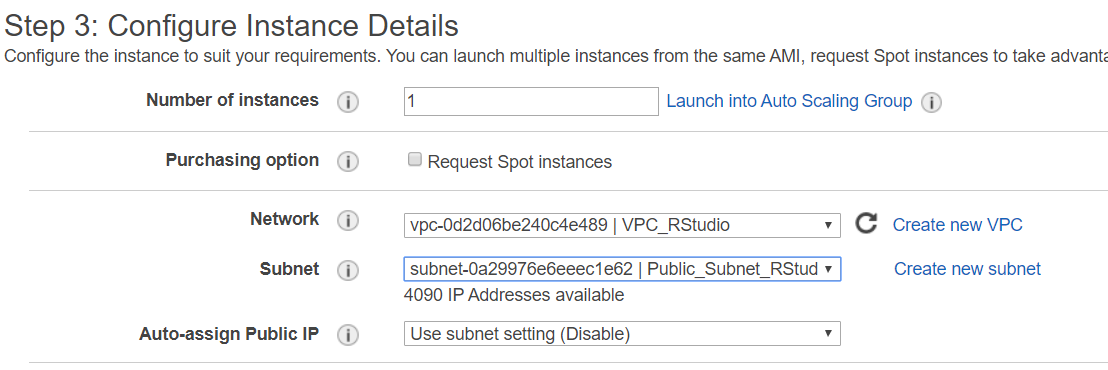 Step 3: Configure Instance Details
Configure the instance to suit your requirements. You can launch multiple instances from the same AMI, request Spot instances to take advanta
Number of instances i 1 Launch into Auto Scaling Group i
Purchasing option i Request Spot instances
Network i vpc-0d2d06be240c4e489 | VPC_RStudio Create new VPC
Subnet i subnet-0a29976e6eeec1e62 | Public_Subnet_RStud Create new subnet
4090 IP Addresses available
Auto-assign Public IP i Use subnet setting (Disable)